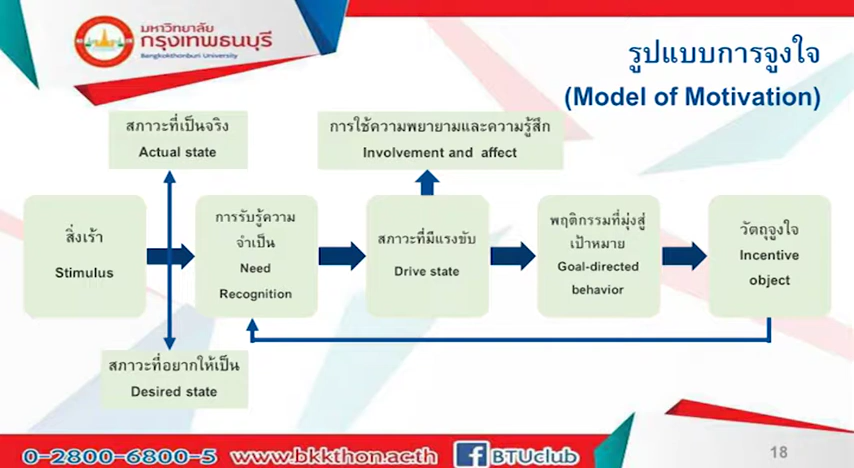 มหาวิทยาลัย
กรุงเทพธนบุรี
Bangkokthonburi University
รูปแบบการจูงใจ
(Model of Motivation)
สภาวะที่เป็นจริง
Actual state
การใช้ความพยายามและความรู้สึก
Involvement and affect
สิ่งเร้า
Stimulus
การรับรู้ความ
จำเป็น
Need
Recognition
สภาวะที่มีแรงขับ
Drive state
พฤติกรรมที่มุ่งสู่
เป้าหมาย
Goal-directed
behavior
วัตถุจูงใจ
Incentive
object
สภาวะที่อยากให้เป็น
Desired state
0-2800-6800-5 www.bkkthon.ac.th f BTUclub
18